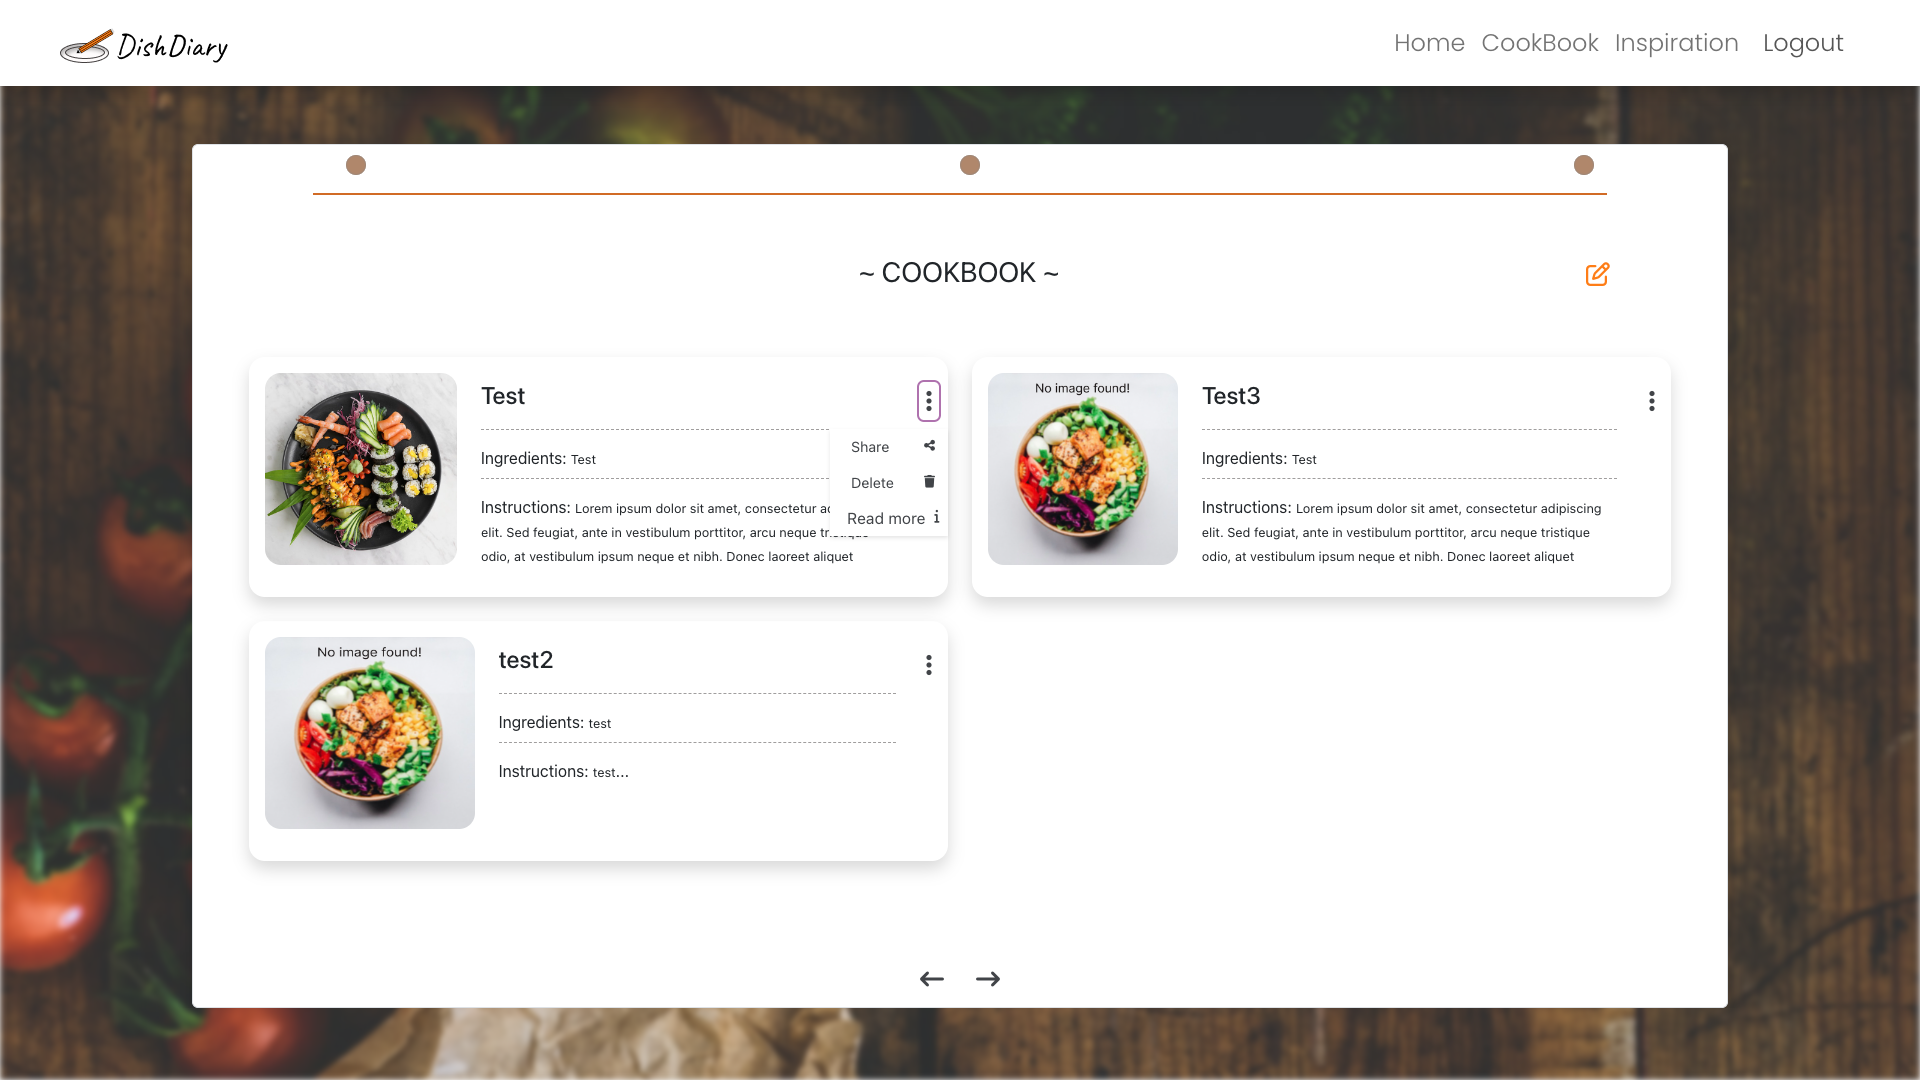 DishDiary
Home CookBook Inspiration Logout
~ COOKBOOK ~
Test
Ingredients: Test
Instructions: Lorem ipsum dolor sit amet, consectetur ad
elit. Sed feugiat, ante in vestibulum porttitor, arcu neque tristique
odio, at vestibulum ipsum neque et nibh. Donec laoreet aliquet
Share
Delete
Read more
No image found!
Test3
Ingredients: Test
Instructions: Lorem ipsum dolor sit amet, consectetur adipiscing
elit. Sed feugiat, ante in vestibulum porttitor, arcu neque tristique
odio, at vestibulum ipsum neque et nibh. Donec laoreet aliquet
No image found!
test2
Ingredients: test
Instructions: test...